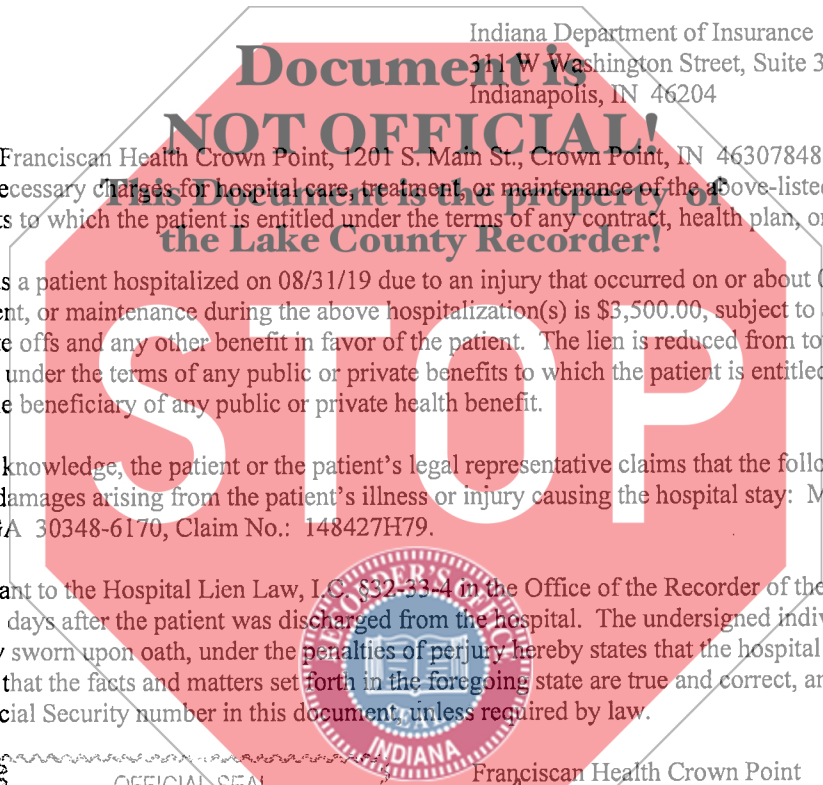 Indiana Department of Insurance
311 W Washington Street, Suite 3
Indianapolis, IN 46204
Document is
NOT OFFICIAL!
This Document is the property of
the Lake County Recorder!
Franciscan Health Crown Point, 1201 S. Main St., Crown Point, IN 46307848
ecessary charges for hospital care, treatment, or maintenance of the above-liste
s to which the patient is entitled under the terms of any contract, health plan, o
s a patient hospitalized on 08/31/19 due to an injury that occurred on or about
ent, or maintenance during the above hospitalization(s) is $3,500.00, subject to
e offs and any other benefit in favor of the patient. The lien is reduced from to
under the terms of any public or private benefits to which the patient is entitled
e beneficiary of any public or private health benefit.
STOP
knowledge, the patient or the patient's legal representative claims that the follo
damages arising from the patient's illness or injury causing the hospital stay: M
GA 30348-6170, Claim No.: 148427H79.
ant to the Hospital Lien Law, I.C. §32-33-4 in the Office of the Recorder of the
days after the patient was discharged from the hospital. The undersigned indiv
y sworn upon oath, under the penalties of perjury hereby states that the hospital
that the facts and matters set forth in the foregoing state are true and correct, a
cial Security number in this document, unless required by law.
RECORDER'S OFFICE
INDIANA
OFFICIAL SEAL
Franciscan Health Crown Point